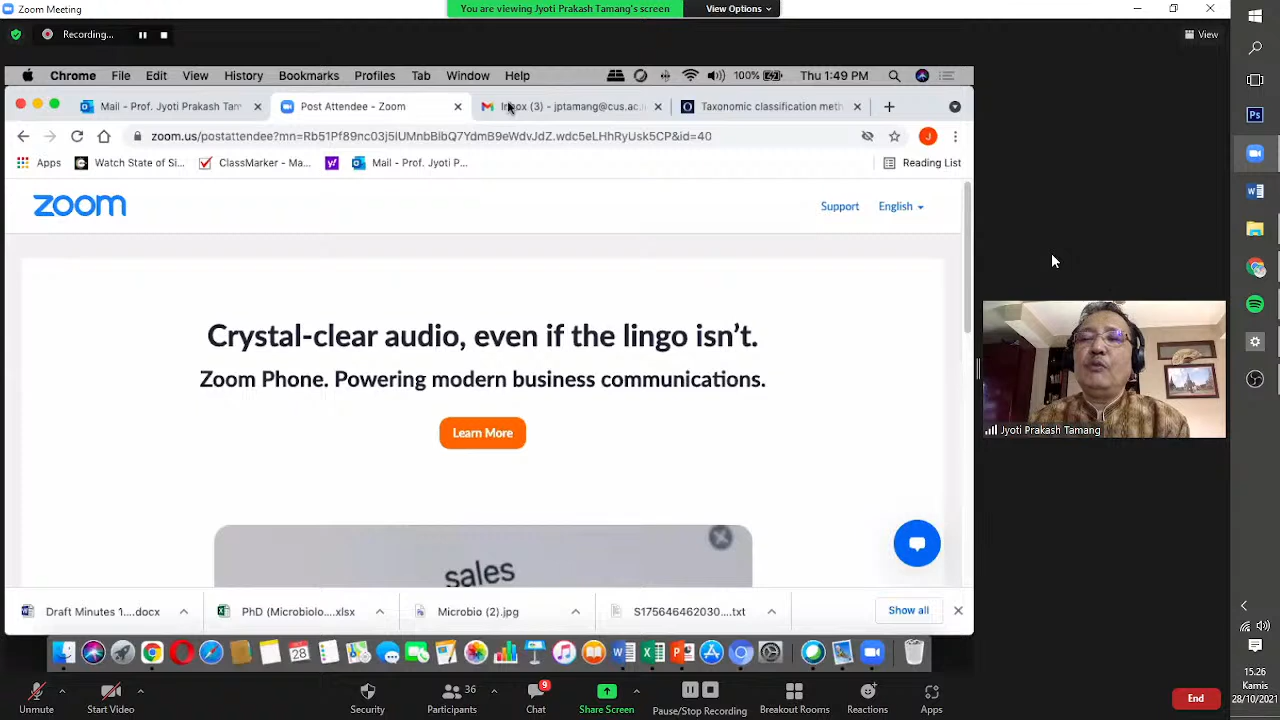 Zoom Meeting
You are viewing Jyoti Prakash Tamang's screen
View Options
Recording...
View
Chrome File Edit View History Bookmarks Profiles Tab Window Help
100% Thu 1:49 PM
Mail - Prof. Jyoti Prakash Tam
Post Attendee - Zoom
Inbox (3) - jptamang@cus.ac.
Taxonomic classification meth
zoom.us/postattendee?mn=Rb51Pf89nc03j5iUMnbBlbQ7YdmB9eWdvJdZ.wdc5eLHhRyUsk5CP&id=40
J
Apps
Watch State of Si...
ClassMarker - Ma...
Mail - Prof. Jyoti P...
Reading List
zoom
Support
English
Crystal-clear audio, even if the lingo isn't.
Zoom Phone. Powering modern business communications.
Learn More
sales
Jyoti Prakash Tamang
Draft Minutes 1....docx
PhD (Microbiolo....xlsx
Microbio (2).jpg
S175646462030....txt
Show all
28
Unmute
Start Video
Security
36
Participants
9
Chat
Share Screen
Pause/Stop Recording
Breakout Rooms
Reactions
Apps
End
15.26
Kamis
28/10/202